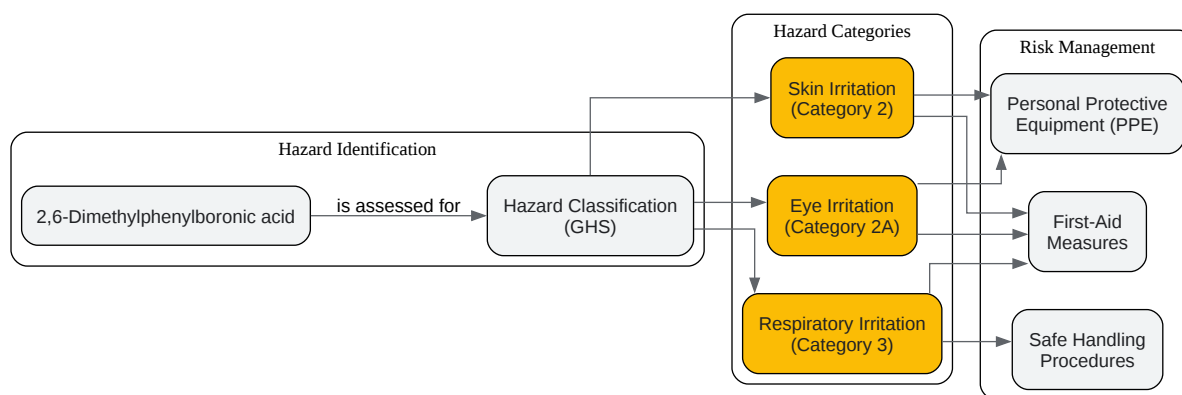 Hazard Categories
Risk Management
Skin Irritation
(Category 2)
Personal Protective
Equipment (PPE)
Hazard Identification
2,6-Dimethylphenylboronic acid
is assessed for
Hazard Classification
(GHS)
Eye Irritation
(Category 2A)
First-Aid
Measures
Respiratory Irritation
(Category 3)
Safe Handling
Procedures